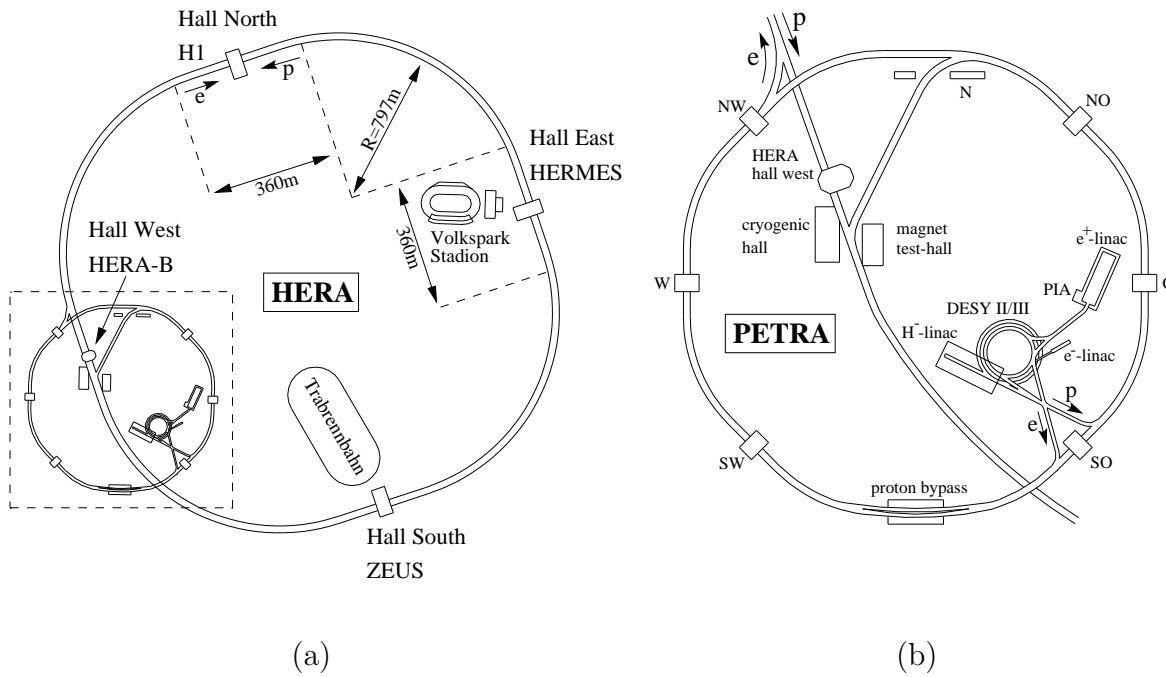 Hall North
H1
e
p
R=797m
360m
Hall East
HERMES
360m
Volkspark
Stadion
Hall West
HERA-B
HERA
Trabrennbahn
Hall South
ZEUS
(a)
p
e
N
NW
NO
HERA
hall west
cryogenic
hall
magnet
test-hall
e⁺-linac
W
PIA
O
DESY II/III
PETRA
H⁻-linac
e⁻-linac
p
e
SW
SO
proton bypass
(b)